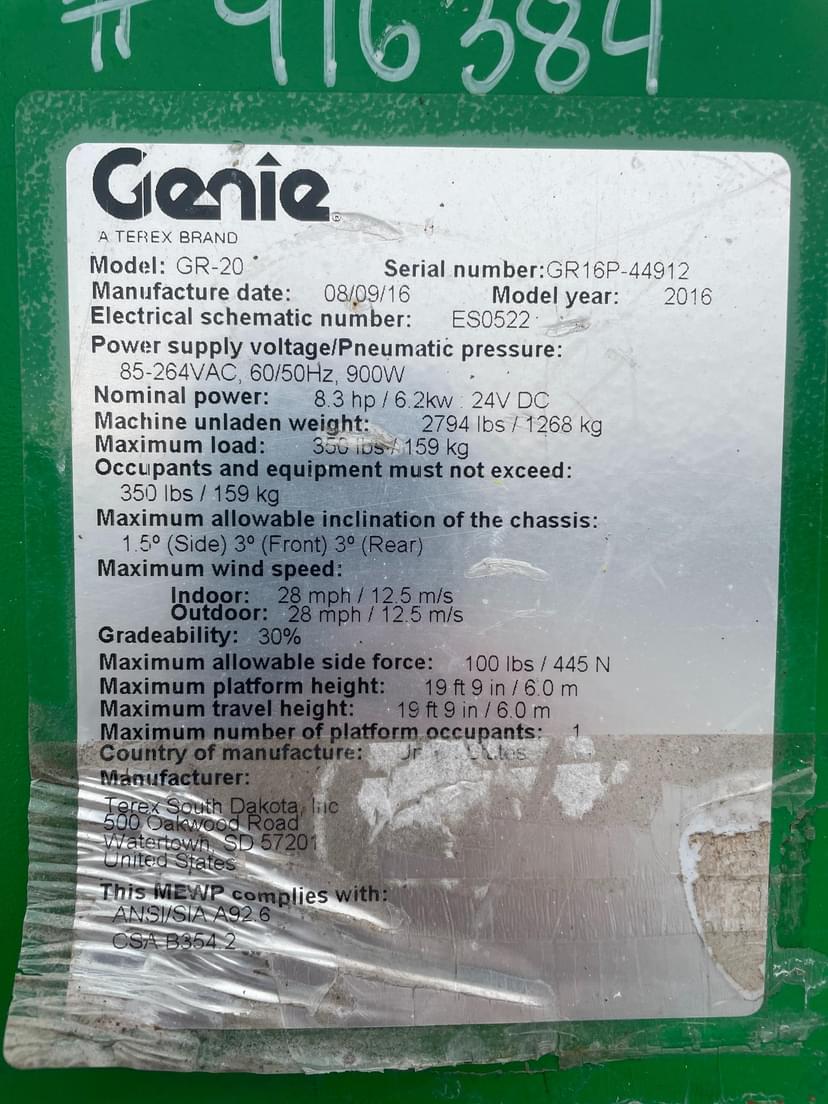 #916384
Genie
A TEREX BRAND
Model: GR-20 Serial number:GR16P-44912
Manufacture date: 08/09/16 Model year: 2016
Electrical schematic number: ES0522
Power supply voltage/Pneumatic pressure:
85-264VAC, 60/50Hz, 900W
Nominal power: 8.3 hp / 6.2kw 24V DC
Machine unladen weight: 2794 lbs / 1268 kg
Maximum load: 350 lbs / 159 kg
Occupants and equipment must not exceed:
350 lbs / 159 kg
Maximum allowable inclination of the chassis:
1.5º (Side) 3º (Front) 3º (Rear)
Maximum wind speed:
Indoor: 28 mph / 12.5 m/s
Outdoor: 28 mph / 12.5 m/s
Gradeability: 30%
Maximum allowable side force: 100 lbs / 445 N
Maximum platform height: 19 ft 9 in / 6.0 m
Maximum travel height: 19 ft 9 in / 6.0 m
Maximum number of platform occupants: 1
Country of manufacture:
Manufacturer:
Terex South Dakota, Inc
500 Oakwood Road
Watertown, SD 57201
United States
This MEWP complies with:
ANSI/SIA A92.6
CSA B354.2